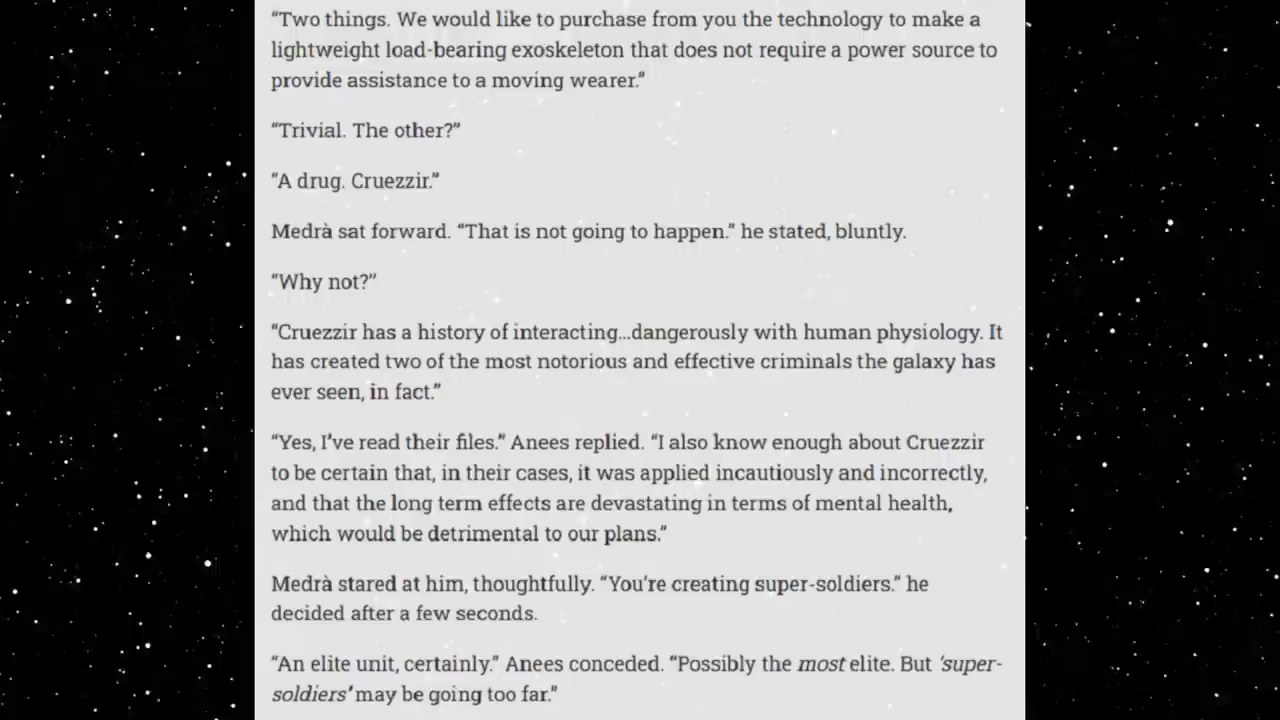 “Two things. We would like to purchase from you the technology to make a
lightweight load-bearing exoskeleton that does not require a power source to
provide assistance to a moving wearer.”
“Trivial. The other?”
“A drug. Cruezzir.”
Medrà sat forward. “That is not going to happen.” he stated, bluntly.
“Why not?”
“Cruezzir has a history of interacting…dangerously with human physiology. It
has created two of the most notorious and effective criminals the galaxy has
ever seen, in fact.”
“Yes, I’ve read their files.” Anees replied. “I also know enough about Cruezzir
to be certain that, in their cases, it was applied incautiously and incorrectly,
and that the long term effects are devastating in terms of mental health,
which would be detrimental to our plans.”
Medrà stared at him, thoughtfully. “You’re creating super-soldiers.” he
decided after a few seconds.
“An elite unit, certainly.” Anees conceded. “Possibly the most elite. But ‘super-
soldiers’ may be going too far.”